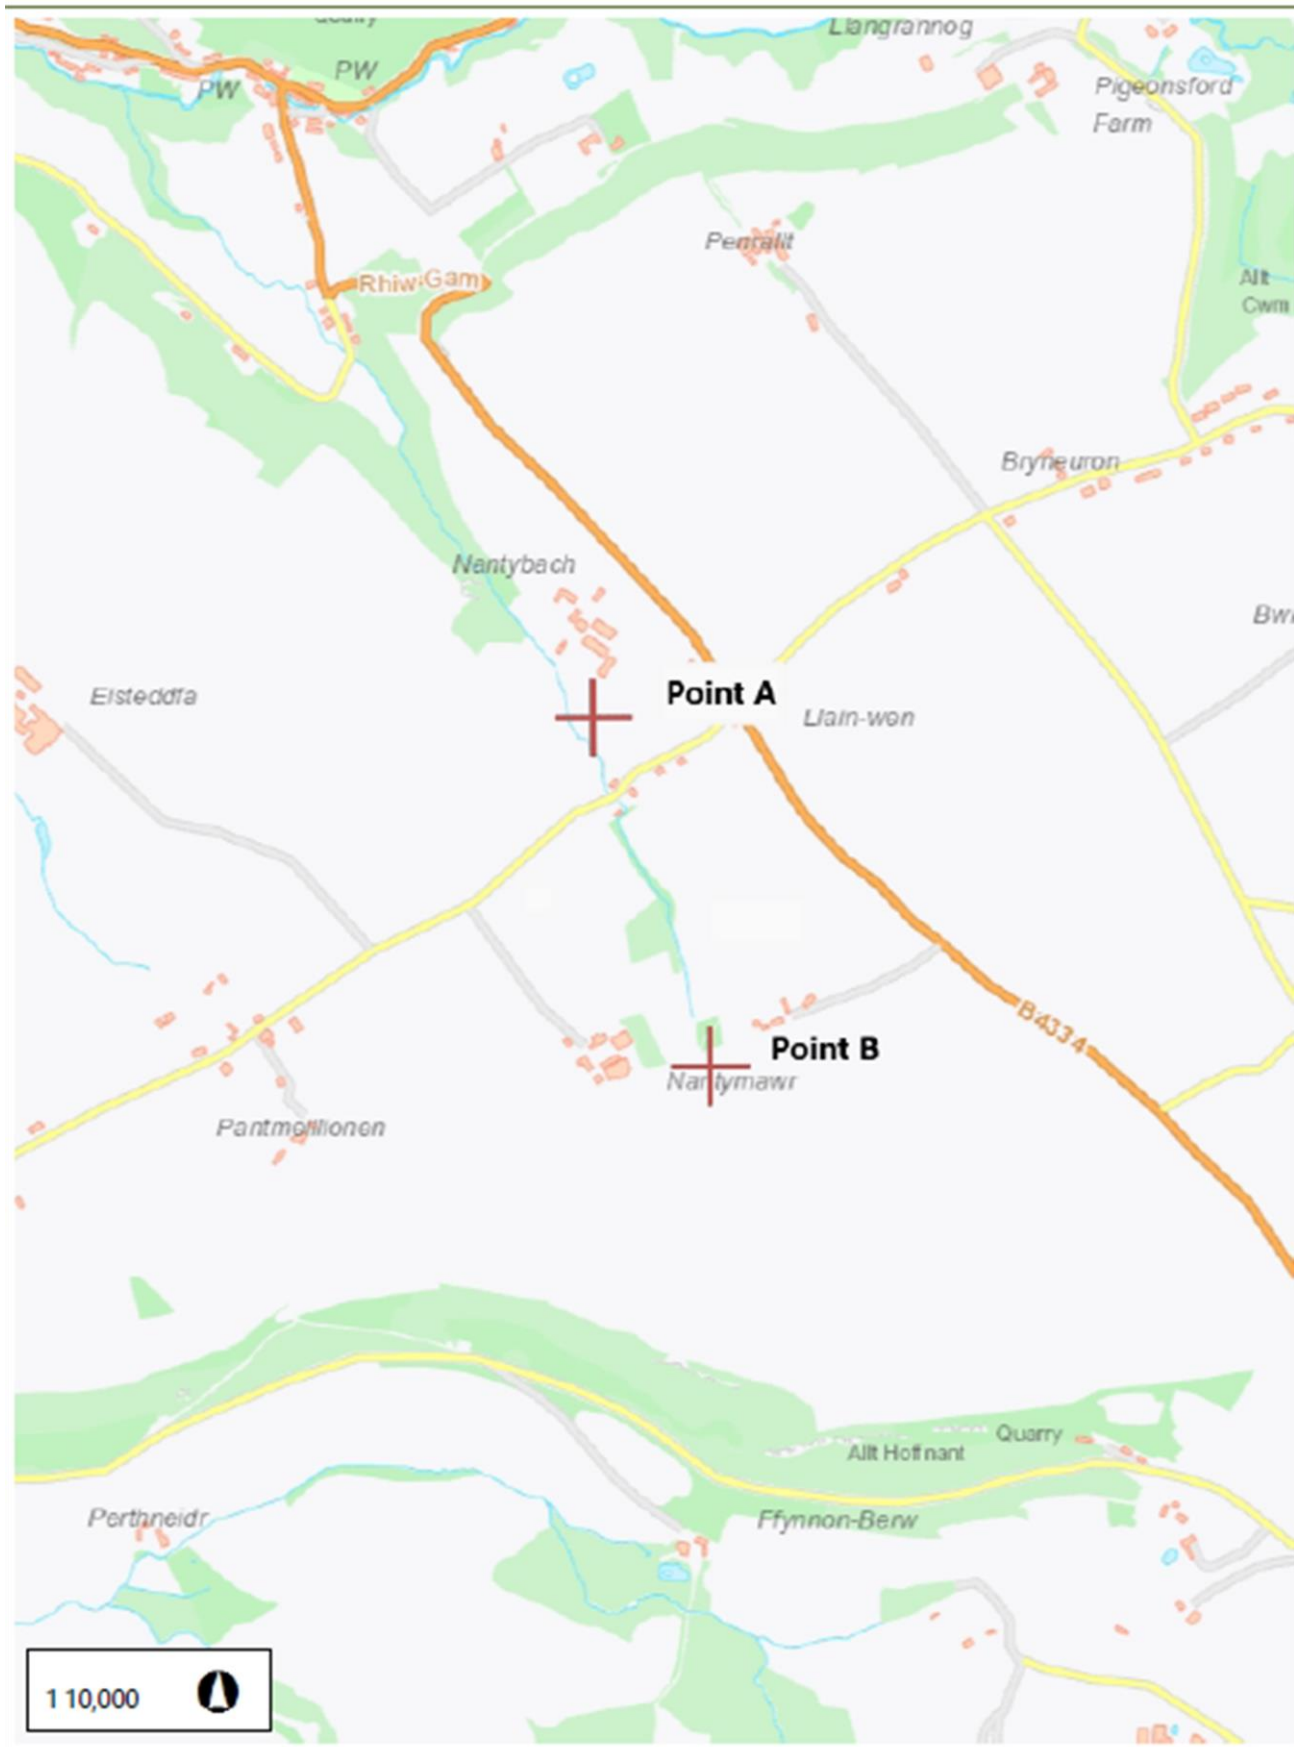 Quarry
Llangrannog
PW
PW
Pigeonsford
Farm
Penrallt
Rhiw Gam
Allt
Cwm
Bryneuron
Nantybach
Eisteddfa
Point A
Llain-wen
B4334
Point B
Nantymawr
Pantmeillionen
Quarry
Allt Hoffnant
Perthneidr
Ffynnon-Berw
1 10,000